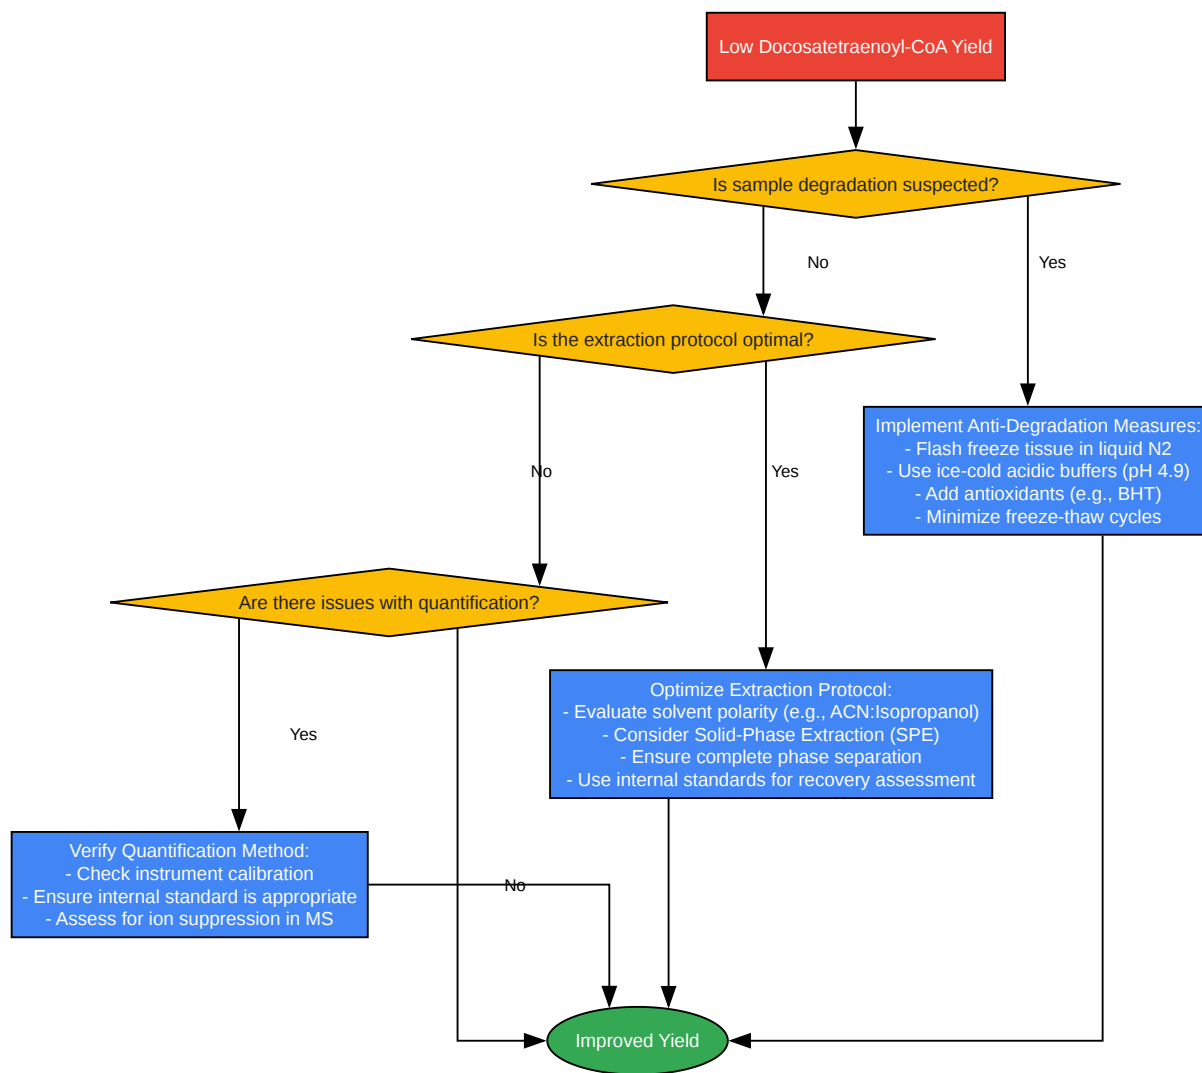 Low Docosatetraenoyl-CoA Yield
Is sample degradation suspected?
No
Yes
Is the extraction protocol optimal?
Implement Anti-Degradation Measures:
- Flash freeze tissue in liquid N2
- Use ice-cold acidic buffers (pH 4.9)
- Add antioxidants (e.g., BHT)
- Minimize freeze-thaw cycles
No
Yes
Are there issues with quantification?
Optimize Extraction Protocol:
- Evaluate solvent polarity (e.g., ACN:Isopropanol)
- Consider Solid-Phase Extraction (SPE)
- Ensure complete phase separation
- Use internal standards for recovery assessment
Yes
Verify Quantification Method:
- Check instrument calibration
- Ensure internal standard is appropriate
- Assess for ion suppression in MS
No
Improved Yield